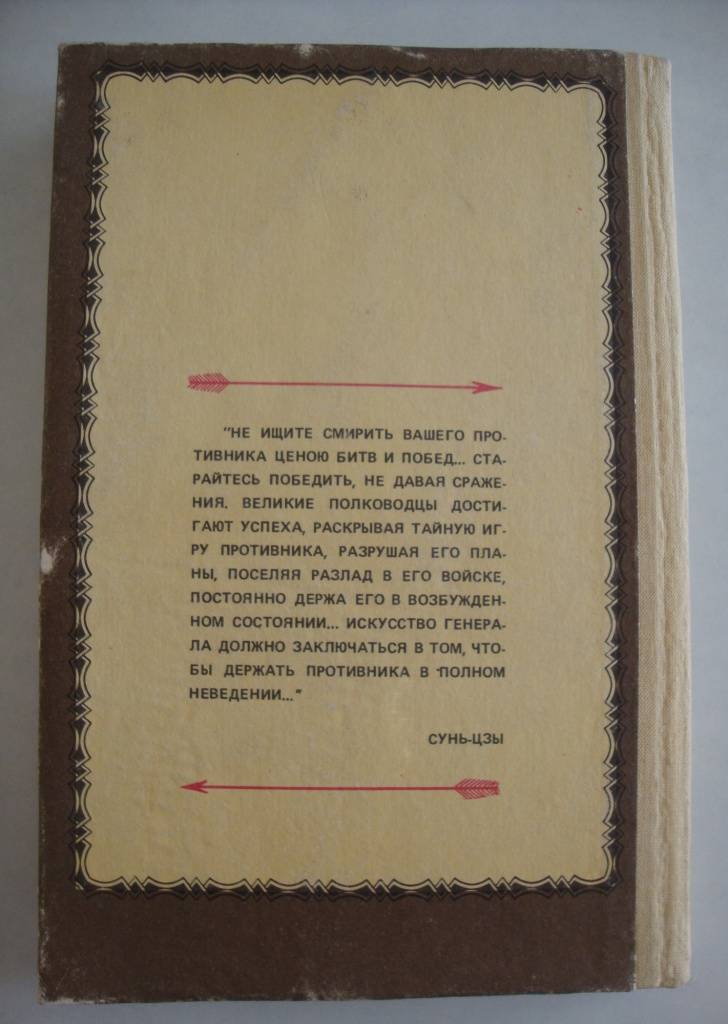 "НЕ ИЩИТЕ СМИРИТЬ ВАШЕГО ПРО-
ТИВНИКА ЦЕНОЮ БИТВ И ПОБЕД... СТА-
РАЙТЕСЬ ПОБЕДИТЬ, НЕ ДАВАЯ СРАЖЕ-
НИЯ. ВЕЛИКИЕ ПОЛКОВОДЦЫ ДОСТИ-
ГАЮТ УСПЕХА, РАСКРЫВАЯ ТАЙНУЮ ИГ-
РУ ПРОТИВНИКА, РАЗРУШАЯ ЕГО ПЛА-
НЫ, ПОСЕЛЯЯ РАЗЛАД В ЕГО ВОЙСКЕ,
ПОСТОЯННО ДЕРЖА ЕГО В ВОЗБУЖДЕН-
НОМ СОСТОЯНИИ... ИСКУССТВО ГЕНЕРА-
ЛА ДОЛЖНО ЗАКЛЮЧАТЬСЯ В ТОМ, ЧТО-
БЫ ДЕРЖАТЬ ПРОТИВНИКА В ПОЛНОМ
НЕВЕДЕНИИ..."
СУНЬ-ЦЗЫ